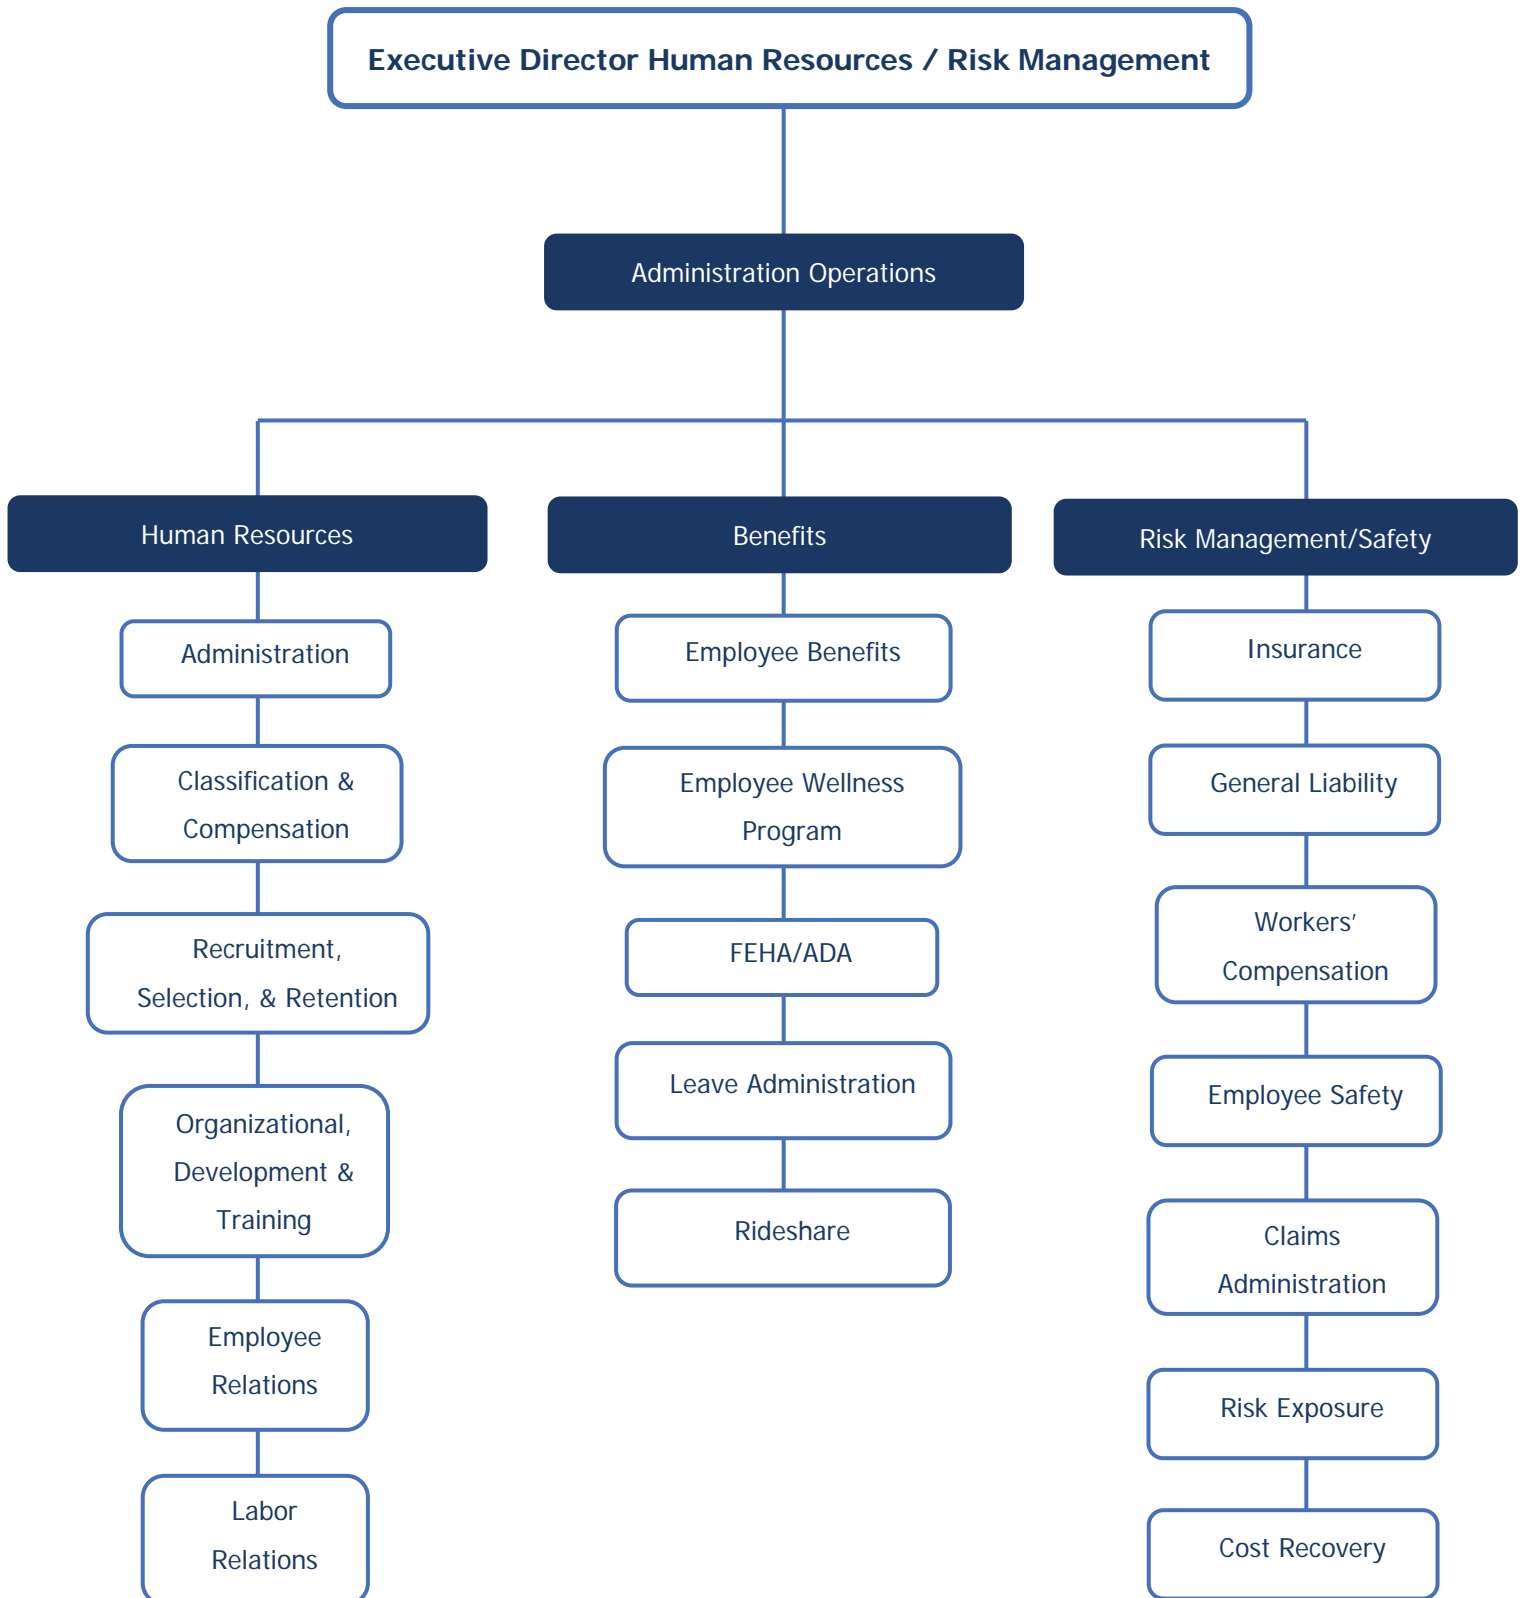 Executive Director Human Resources / Risk Management
Administration Operations
Human Resources
Administration
Classification &
Compensation
Recruitment,
Selection, & Retention
Organizational,
Development &
Training
Employee
Relations
Labor
Relations
Benefits
Employee Benefits
Employee Wellness
Program
FEHA/ADA
Leave Administration
Rideshare
Risk Management/Safety
Insurance
General Liability
Workers’
Compensation
Employee Safety
Claims
Administration
Risk Exposure
Cost Recovery